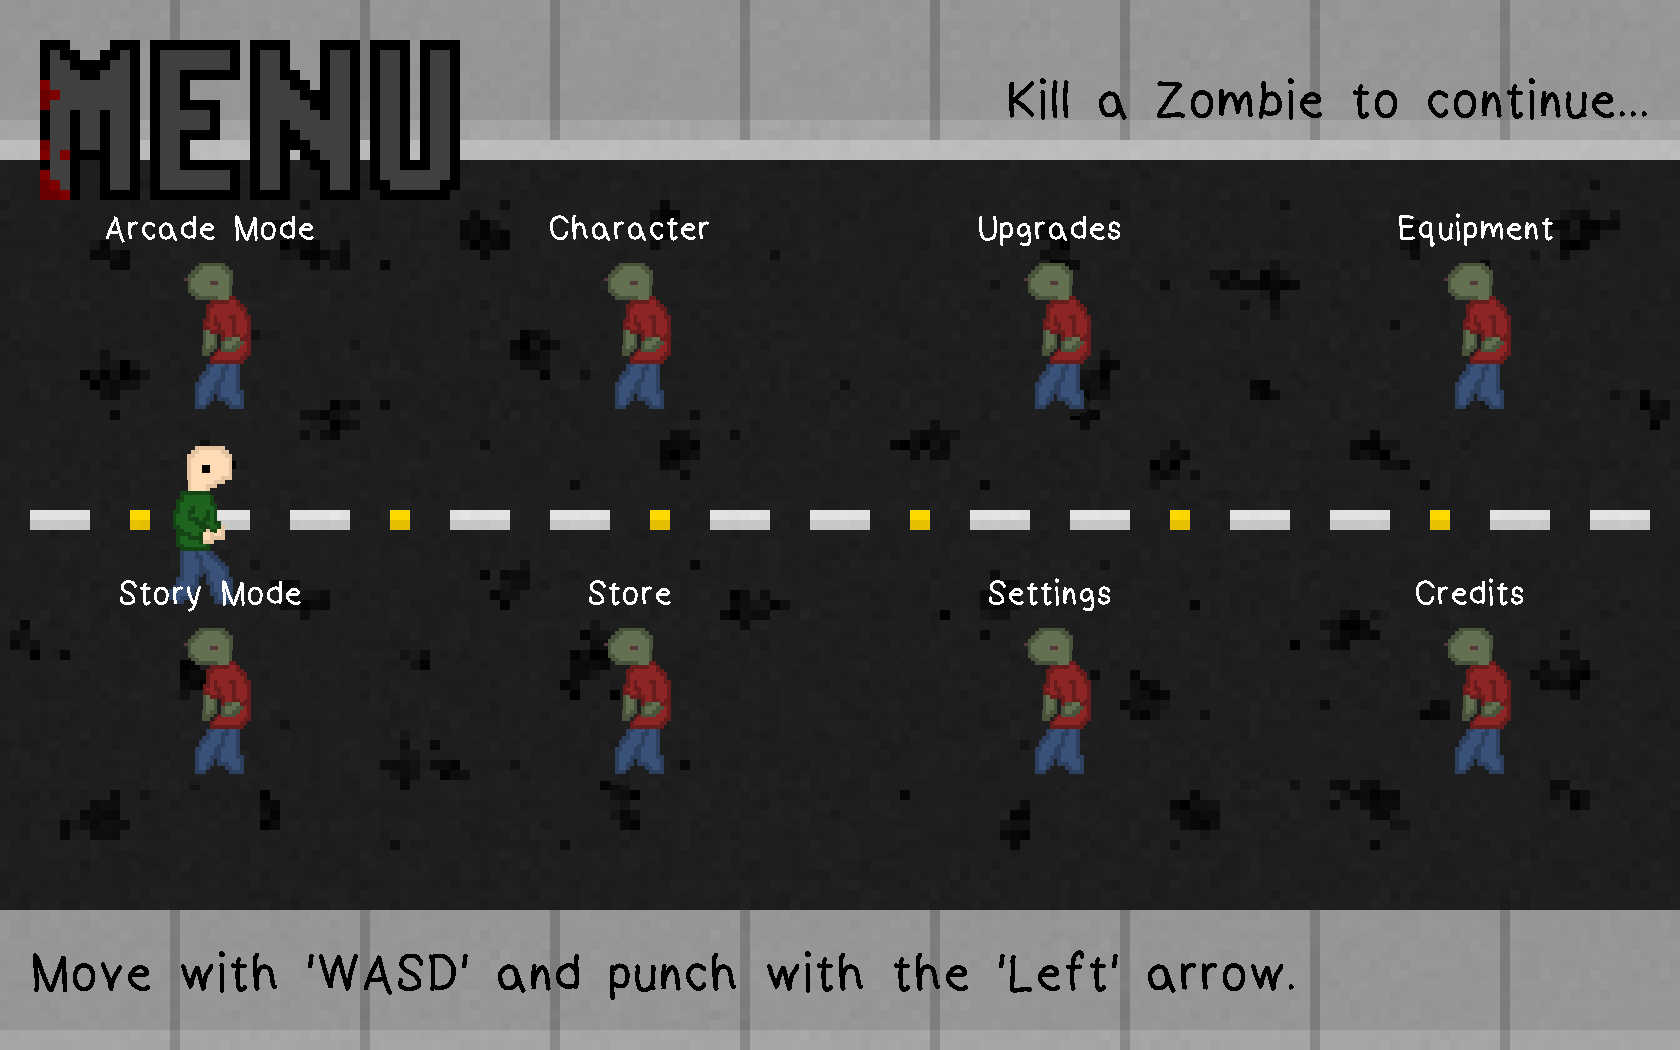 MENU
Kill a Zombie to continue...
Arcade Mode
Character
Upgrades
Equipment
Story Mode
Store
Settings
Credits
Move with 'WASD' and punch with the 'Left' arrow.